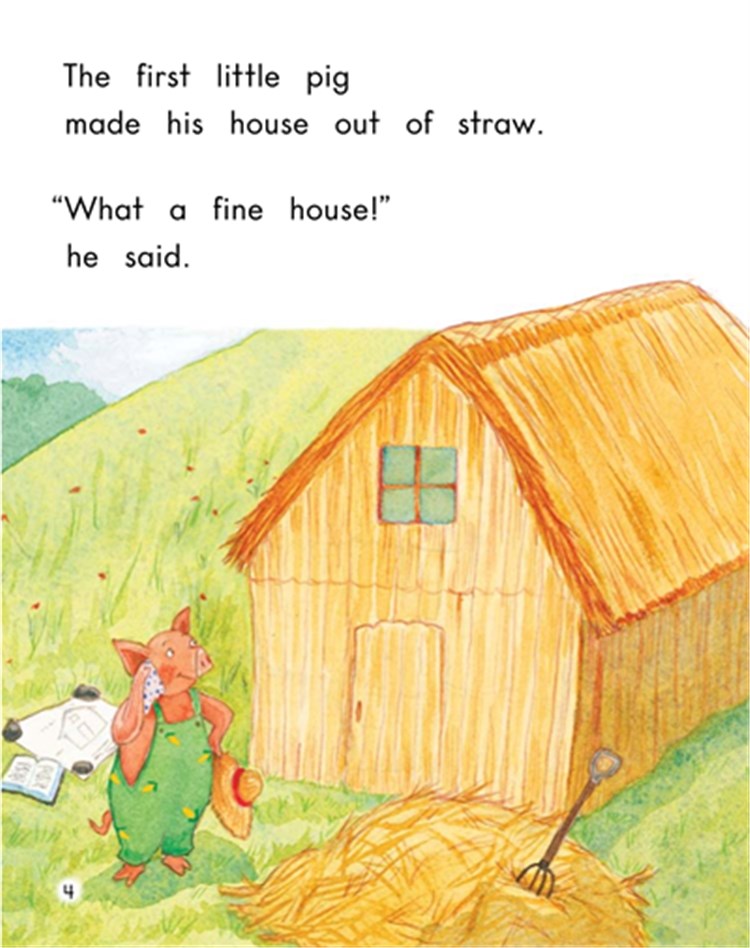 The first little pig
made his house out of straw.
“What a fine house!”
he said.
4